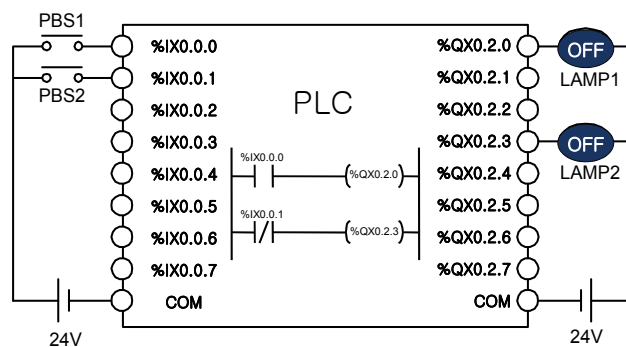 PBS1
PBS2
24V
%IX0.0.0
%IX0.0.1
%IX0.0.2
%IX0.0.3
%IX0.0.4
%IX0.0.5
%IX0.0.6
%IX0.0.7
COM
PLC
%IX0.0.0
%QX0.2.0
%IX0.0.1
%QX0.2.3
%QX0.2.0
%QX0.2.1
%QX0.2.2
%QX0.2.3
%QX0.2.4
%QX0.2.5
%QX0.2.6
%QX0.2.7
COM
OFF
LAMP1
OFF
LAMP2
24V